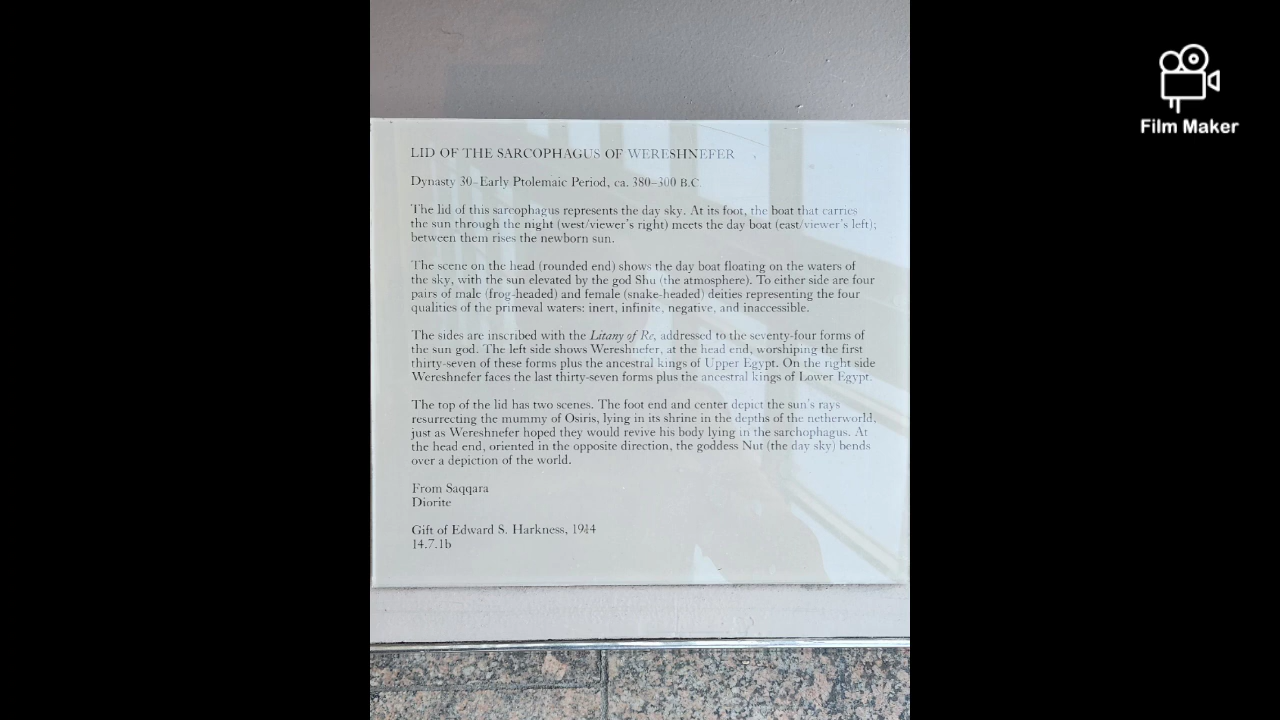 LID OF THE SARCOPHAGUS OF WERESHNEFER
Dynasty 30–Early Ptolemaic Period, ca. 380–300 B.C.
The lid of this sarcophagus represents the day sky. At its foot, the boat that carries
the sun through the night (west/viewer's right) meets the day boat (east/viewer's left);
between them rises the newborn sun.
The scene on the head (rounded end) shows the day boat floating on the waters of
the sky, with the sun elevated by the god Shu (the atmosphere). To either side are four
pairs of male (frog-headed) and female (snake-headed) deities representing the four
qualities of the primeval waters: inert, infinite, negative, and inaccessible.
The sides are inscribed with the Litany of Re, addressed to the seventy-four forms of
the sun god. The left side shows Wereshnefer, at the head end, worshiping the first
thirty-seven of these forms plus the ancestral kings of Upper Egypt. On the right side
Wereshnefer faces the last thirty-seven forms plus the ancestral kings of Lower Egypt.
The top of the lid has two scenes. The foot end and center depict the sun's rays
resurrecting the mummy of Osiris, lying in its shrine in the depths of the netherworld,
just as Wereshnefer hoped they would revive his body lying in the sarchophagus. At
the head end, oriented in the opposite direction, the goddess Nut (the day sky) bends
over a depiction of the world.
From Saqqara
Diorite
Gift of Edward S. Harkness, 1914
14.7.1b
Film Maker